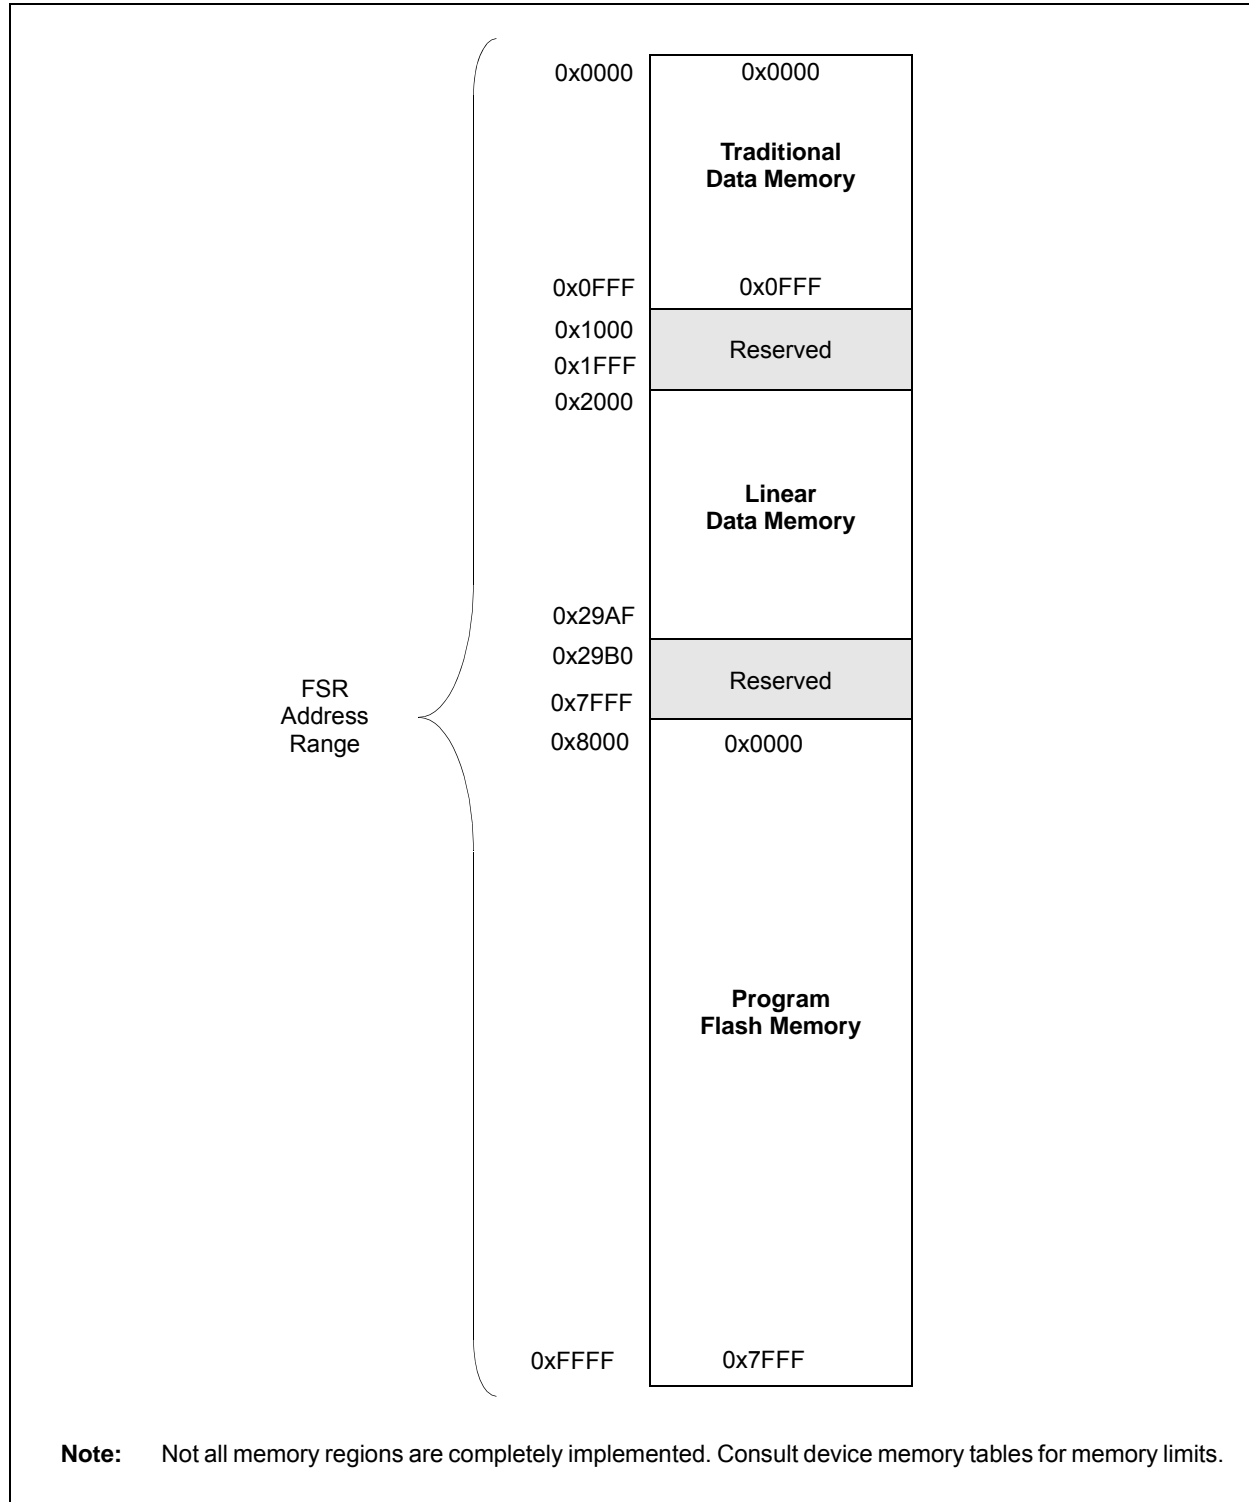 0x0000 0x0000
Traditional
Data Memory
0x0FFF 0x0FFF
0x1000
Reserved
0x1FFF
0x2000
Linear
Data Memory
0x29AF
0x29B0
Reserved
0x7FFF
FSR
Address
Range
0x8000 0x0000
Program
Flash Memory
0xFFFF 0x7FFF
Note: Not all memory regions are completely implemented. Consult device memory tables for memory limits.